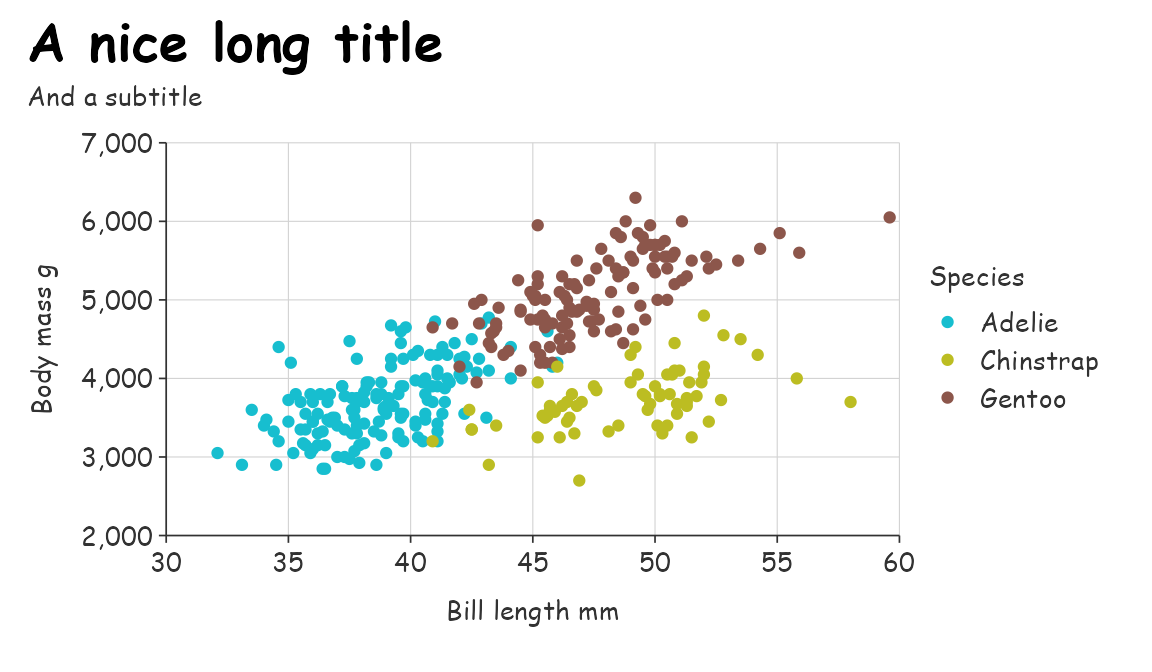 A nice long title
And a subtitle
7,000
6,000
5,000
4,000
3,000
2,000
Body mass g
30 35 40 45 50 55 60
Bill length mm
Species
Adelie
Chinstrap
Gentoo